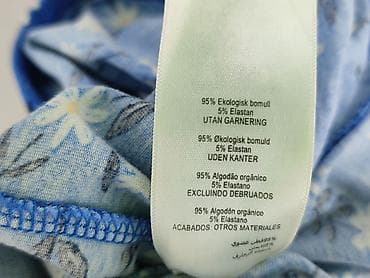 95% Ekologisk bomull
5% Elastan
UTAN GARNERING
95% Økologisk bomuld
5% Elastan
UDEN KANTER
95% Algodão orgânico
5% Elastano
EXCLUINDO DEBRUADOS
95% Algodón orgánico
5% Elastano
ACABADOS: OTROS MATERIALES